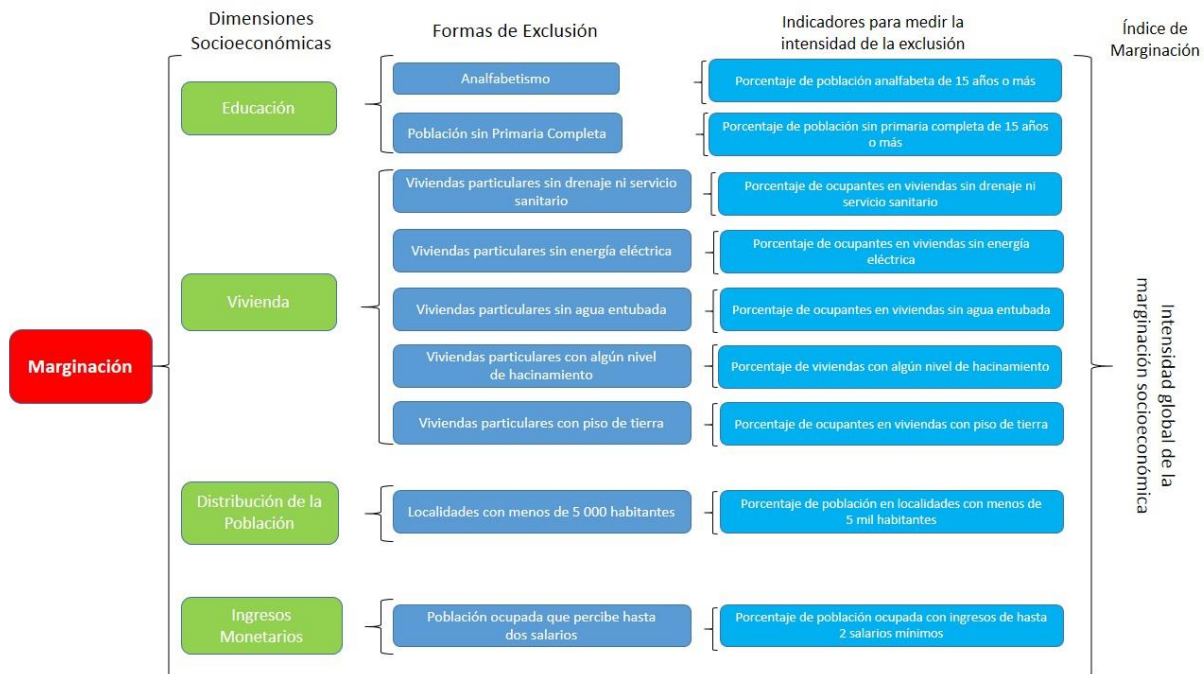 Dimensiones
Socioeconómicas
Formas de Exclusión
Indicadores para medir la
intensidad de la exclusión
Índice de
Marginación
Marginación
Educación
Analfabetismo
Porcentaje de población analfabeta de 15 años o más
Población sin Primaria Completa
Porcentaje de población sin primaria completa de 15 años
o más
Vivienda
Viviendas particulares sin drenaje ni servicio
sanitario
Porcentaje de ocupantes en viviendas sin drenaje ni
servicio sanitario
Viviendas particulares sin energía eléctrica
Porcentaje de ocupantes en viviendas sin energía
eléctrica
Viviendas particulares sin agua entubada
Porcentaje de ocupantes en viviendas sin agua entubada
Viviendas particulares con algún nivel
de hacinamiento
Porcentaje de viviendas con algún nivel de hacinamiento
Viviendas particulares con piso de tierra
Porcentaje de ocupantes en viviendas con piso de tierra
Distribución de la
Población
Localidades con menos de 5 000 habitantes
Porcentaje de población en localidades con menos de
5 mil habitantes
Ingresos
Monetarios
Población ocupada que percibe hasta
dos salarios
Porcentaje de población ocupada con ingresos de hasta
2 salarios mínimos
Intensidad global de la
marginación socioeconómica